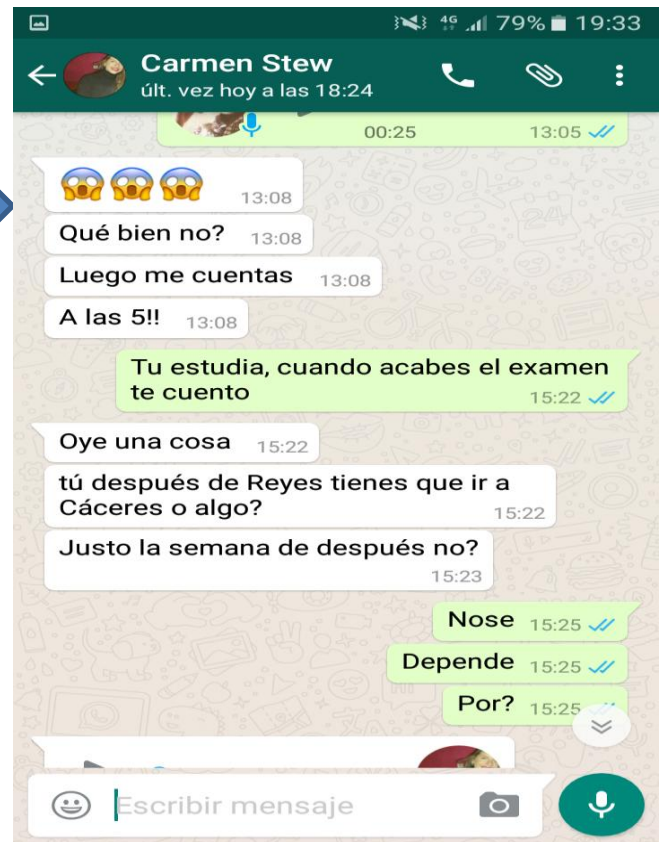 4G 79% 19:33
Carmen Stew
últ. vez hoy a las 18:24
00:25 13:05
😱😱😱 13:08
Qué bien no? 13:08
Luego me cuentas 13:08
A las 5!! 13:08
Tu estudia, cuando acabes el examen
te cuento 15:22
Oye una cosa 15:22
tú después de Reyes tienes que ir a
Cáceres o algo? 15:22
Justo la semana de después no?
15:23
Nose 15:25
Depende 15:25
Por? 15:25
Escribir mensaje